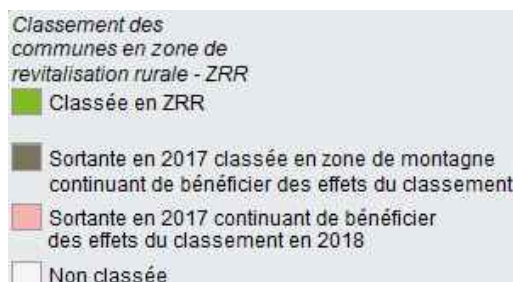 Classement des
communes en zone de
revitalisation rurale - ZRR
Classée en ZRR
Sortante en 2017 classée en zone de montagne
continuant de bénéficier des effets du classement
Sortante en 2017 continuant de bénéficier
des effets du classement en 2018
Non classée